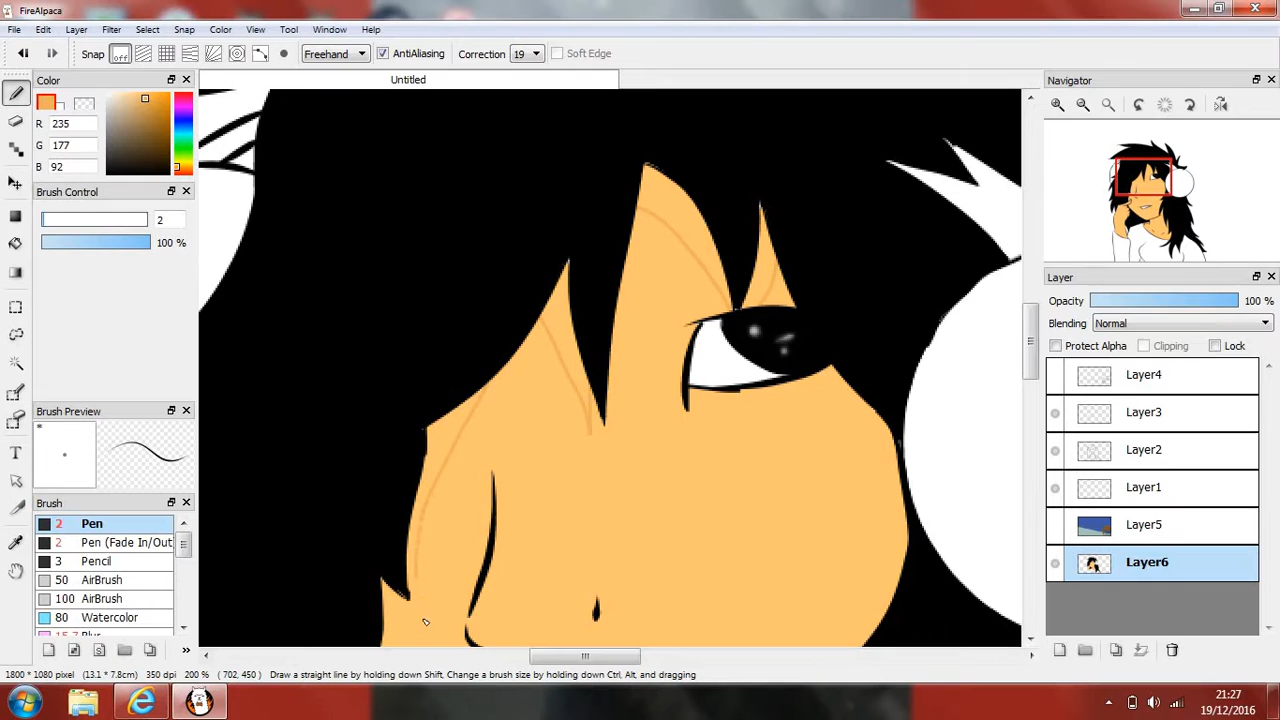 FireAlpaca
File Edit Layer Filter Select Snap Color View Tool Window Help
Snap off Freehand AntiAliasing Correction 19 Soft Edge
Color
Untitled
Navigator
R 235
G 177
B 92
Brush Control
2
100 %
Layer
Opacity 100 %
Blending Normal
Protect Alpha Clipping Lock
Layer4
Layer3
Brush Preview
Layer2
Layer1
Brush
2 Pen
Layer5
2 Pen (Fade In/Out
3 Pencil
Layer6
50 AirBrush
100 AirBrush
80 Watercolor
15.7 Blur
1800 * 1080 pixel (13.1 * 7.8cm) 350 dpi 200 % ( 702, 450 ) Draw a straight line by holding down Shift, Change a brush size by holding down Ctrl, Alt, and dragging
21:27
19/12/2016